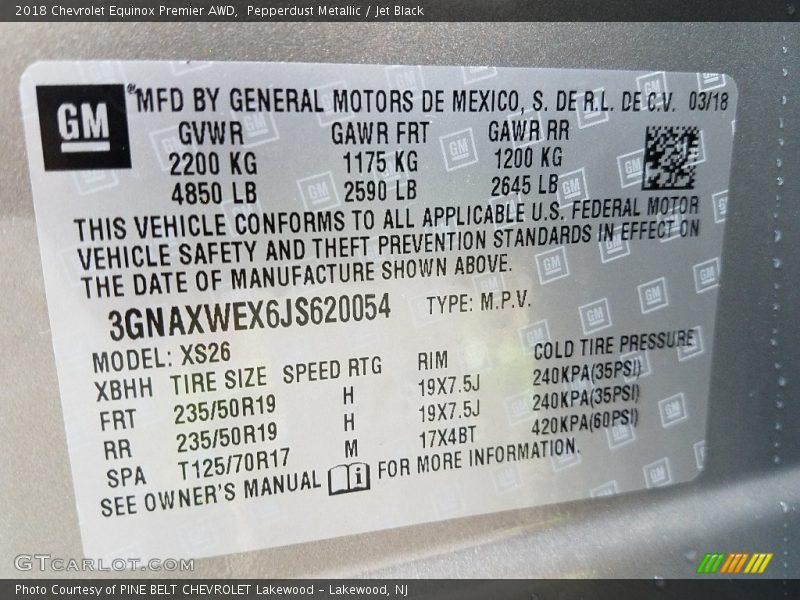 2018 Chevrolet Equinox Premier AWD,  Pepperdust Metallic / Jet Black
GM
®MFD BY GENERAL MOTORS DE MEXICO, S. DE R.L. DE C.V. 03/18
GVWR GAWR FRT GAWR RR
2200 KG 1175 KG 1200 KG
4850 LB 2590 LB 2645 LB
THIS VEHICLE CONFORMS TO ALL APPLICABLE U.S. FEDERAL MOTOR
VEHICLE SAFETY AND THEFT PREVENTION STANDARDS IN EFFECT ON
THE DATE OF MANUFACTURE SHOWN ABOVE.
3GNAXWEX6JS620054 TYPE: M.P.V.
MODEL: XS26
XBHH TIRE SIZE SPEED RTG RIM COLD TIRE PRESSURE
FRT 235/50R19 H 19X7.5J 240KPA(35PSI)
RR 235/50R19 H 19X7.5J 240KPA(35PSI)
SPA T125/70R17 M 17X4BT 420KPA(60PSI)
SEE OWNER'S MANUAL i FOR MORE INFORMATION.
GTCARLOT.COM
Photo Courtesy of PINE BELT CHEVROLET Lakewood - Lakewood, NJ